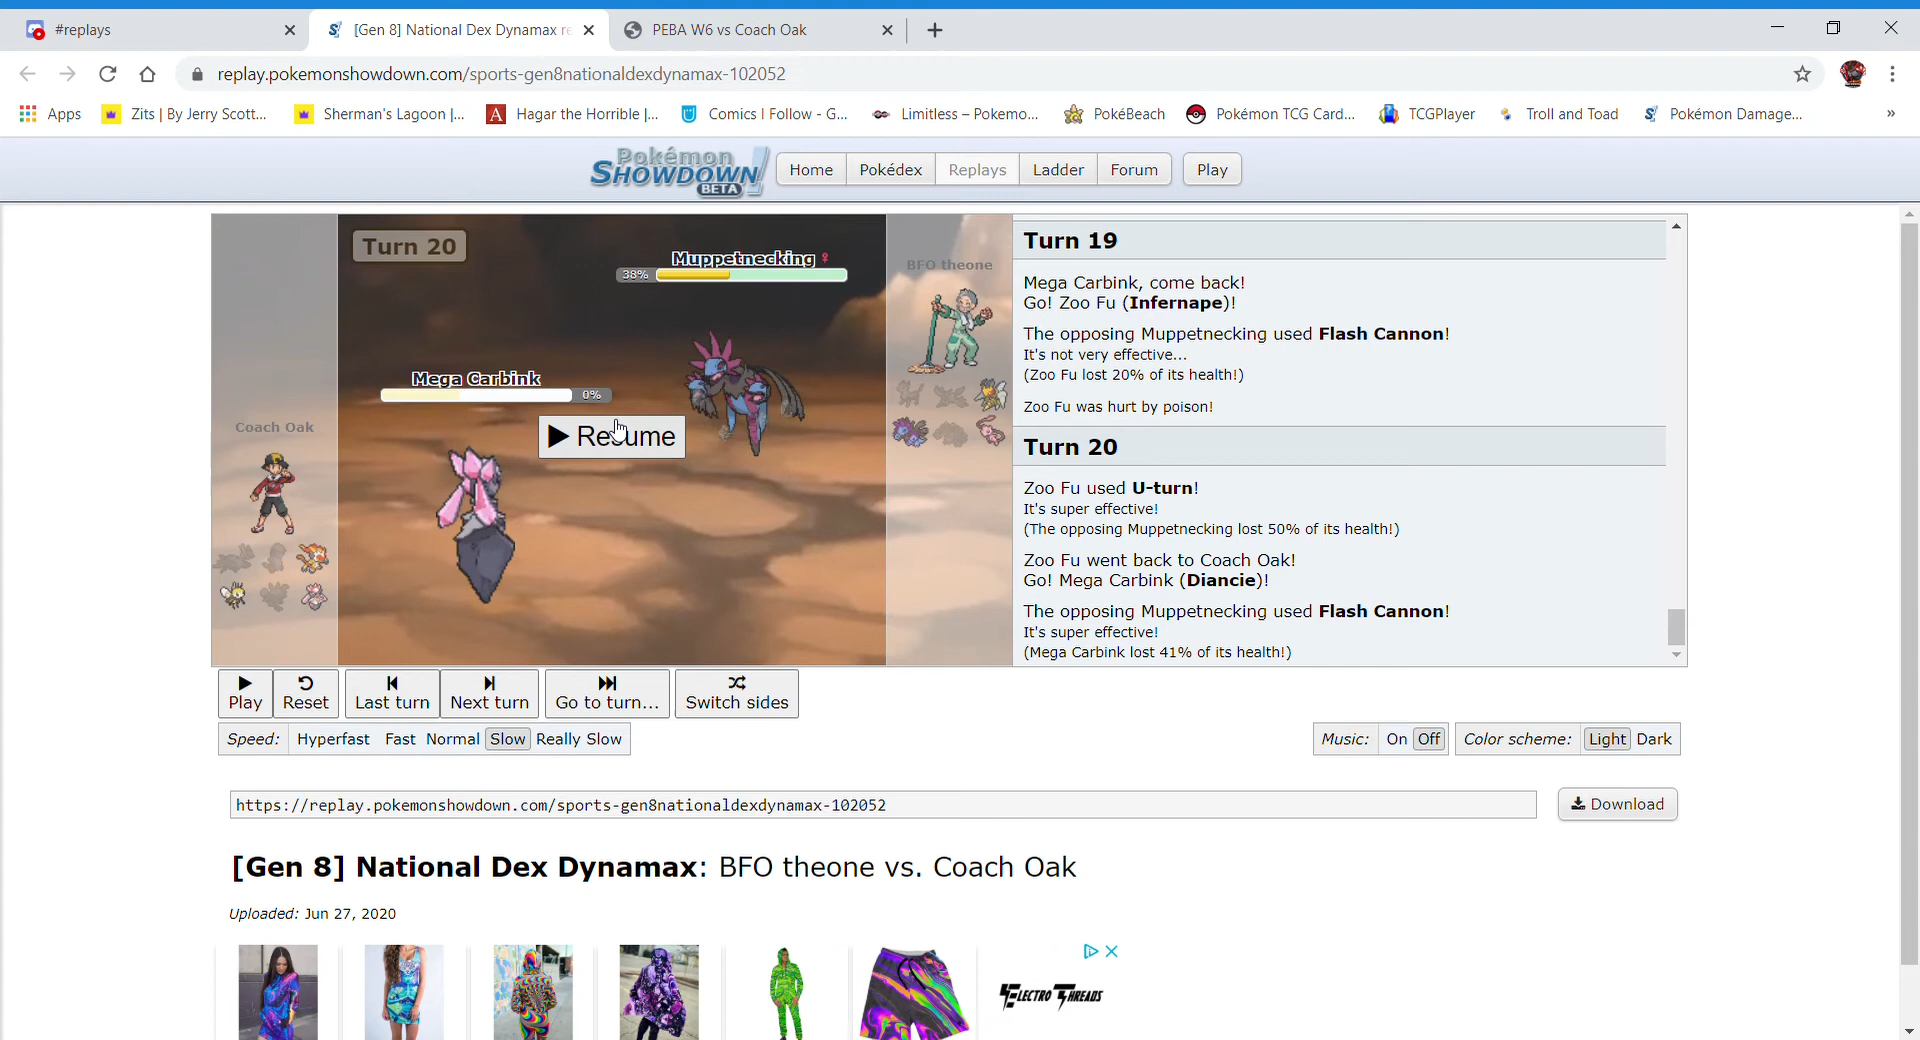 #replays
[Gen 8] National Dex Dynamax re
PEBA W6 vs Coach Oak
replay.pokemonshowdown.com/sports-gen8nationaldexdynamax-102052
Apps
Zits | By Jerry Scott...
Sherman's Lagoon |...
Hagar the Horrible |...
Comics I Follow - G...
Limitless – Pokemo...
PokéBeach
Pokémon TCG Card...
TCGPlayer
Troll and Toad
Pokémon Damage...
»
Pokémon
SHOWDOWN!
BETA
Home
Pokédex
Replays
Ladder
Forum
Play
Turn 20
Muppetnecking ♀
38%
Mega Carbink
0%
Resume
Coach Oak
BFO theone
Turn 19
Mega Carbink, come back!
Go! Zoo Fu (Infernape)!
The opposing Muppetnecking used Flash Cannon!
It's not very effective...
(Zoo Fu lost 20% of its health!)
Zoo Fu was hurt by poison!
Turn 20
Zoo Fu used U-turn!
It's super effective!
(The opposing Muppetnecking lost 50% of its health!)
Zoo Fu went back to Coach Oak!
Go! Mega Carbink (Diancie)!
The opposing Muppetnecking used Flash Cannon!
It's super effective!
(Mega Carbink lost 41% of its health!)
Play
Reset
Last turn
Next turn
Go to turn...
Switch sides
Speed: Hyperfast Fast Normal Slow Really Slow
Music: On Off
Color scheme: Light Dark
https://replay.pokemonshowdown.com/sports-gen8nationaldexdynamax-102052
Download
[Gen 8] National Dex Dynamax: BFO theone vs. Coach Oak
Uploaded: Jun 27, 2020
ELECTRO THREADS